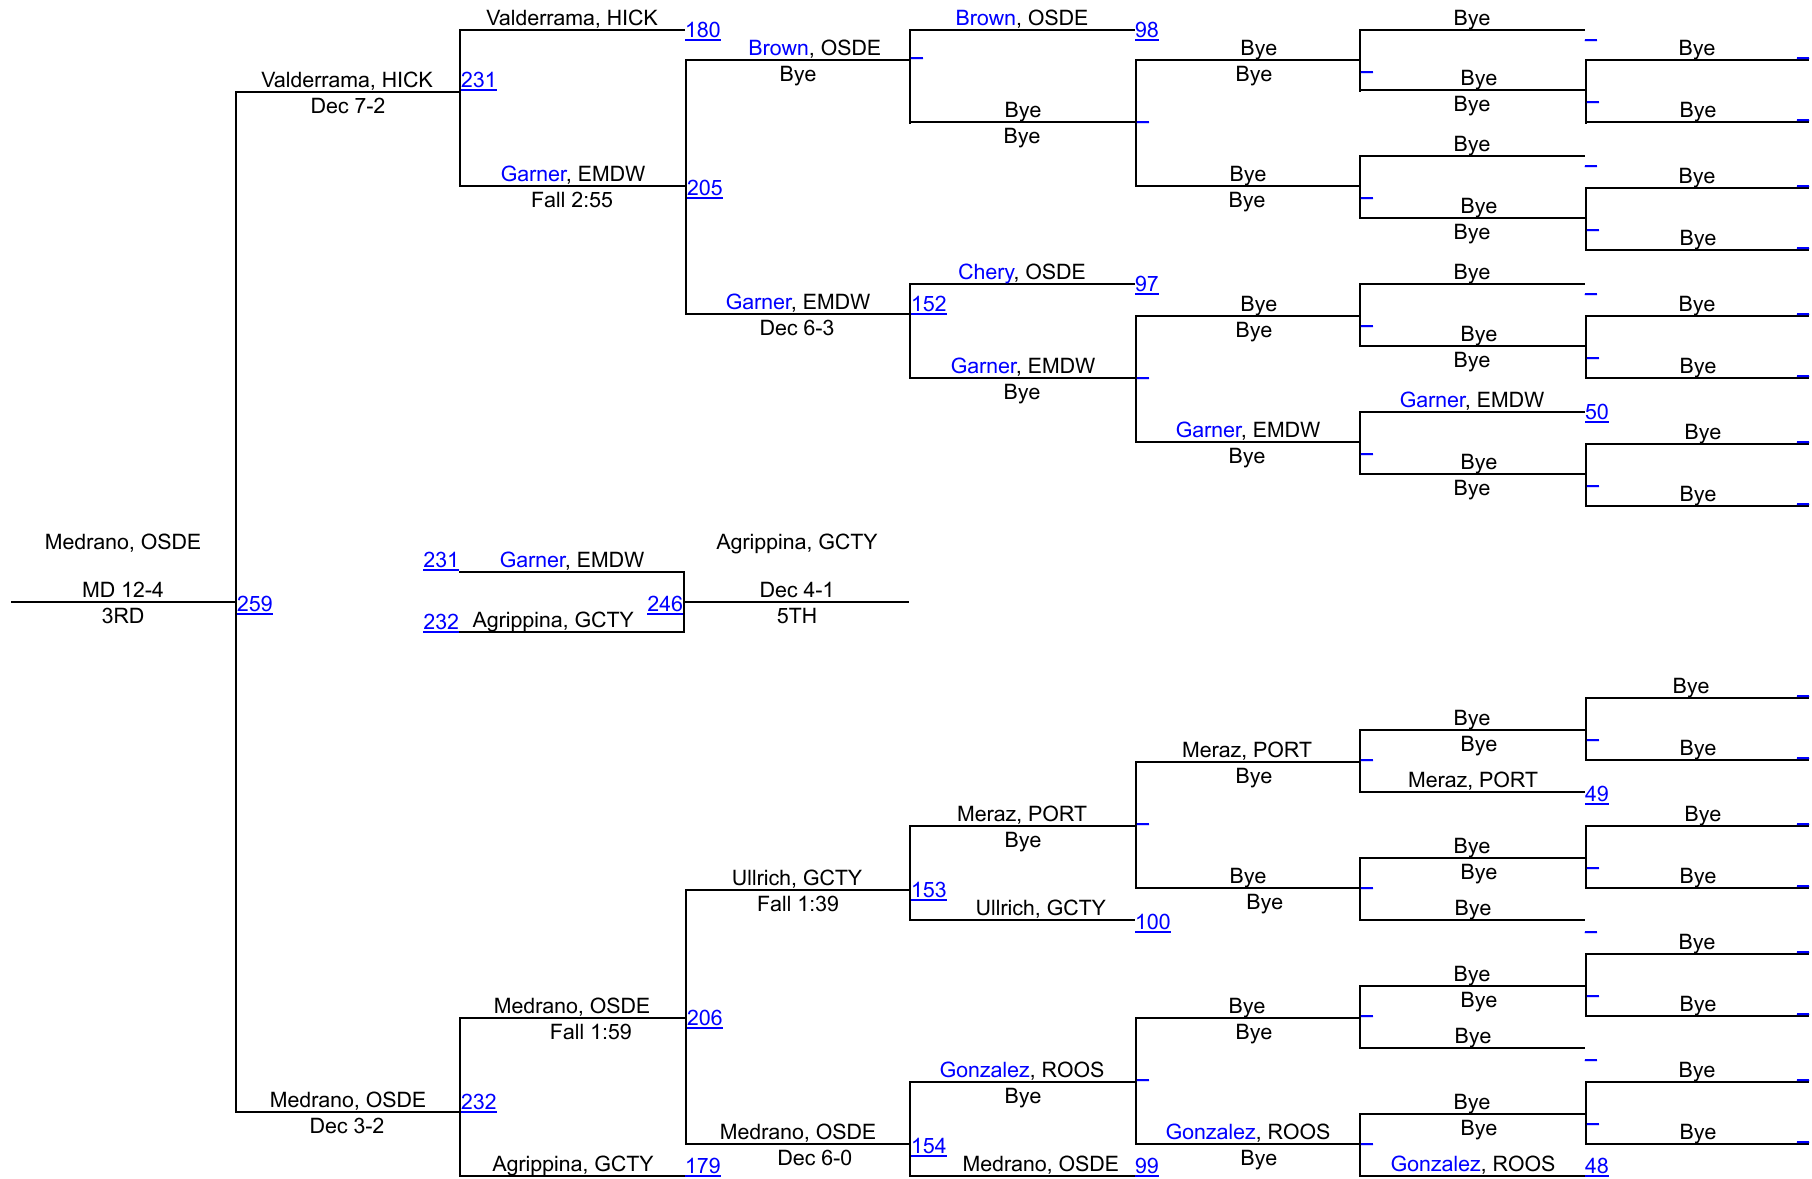 Valderrama, HICK
180
Brown, OSDE
98
Bye
Brown, OSDE
Bye
Bye
Bye
Bye
Valderrama, HICK
231
Bye
Bye
Dec 7-2
Bye
Bye
Bye
Bye
Bye
Garner, EMDW
205
Bye
Bye
Fall 2:55
Bye
Bye
Bye
Bye
Chery, OSDE
97
Bye
Garner, EMDW
152
Bye
Bye
Dec 6-3
Bye
Bye
Bye
Garner, EMDW
Bye
Bye
Garner, EMDW
50
Garner, EMDW
Bye
Bye
Bye
Bye
Bye
Medrano, OSDE
Agrippina, GCTY
231
Garner, EMDW
MD 12-4
259
246
Dec 4-1
3RD
232
Agrippina, GCTY
5TH
Bye
Bye
Meraz, PORT
Bye
Bye
Bye
Meraz, PORT
49
Meraz, PORT
Bye
Bye
Bye
Bye
Ullrich, GCTY
153
Bye
Bye
Bye
Fall 1:39
Ullrich, GCTY
100
Bye
Bye
Bye
Bye
Medrano, OSDE
206
Bye
Bye
Bye
Fall 1:59
Bye
Bye
Gonzalez, ROOS
Bye
Medrano, OSDE
232
Bye
Bye
Dec 3-2
Medrano, OSDE
154
Gonzalez, ROOS
Bye
Bye
Agrippina, GCTY
179
Dec 6-0
Medrano, OSDE
99
Bye
Gonzalez, ROOS
48